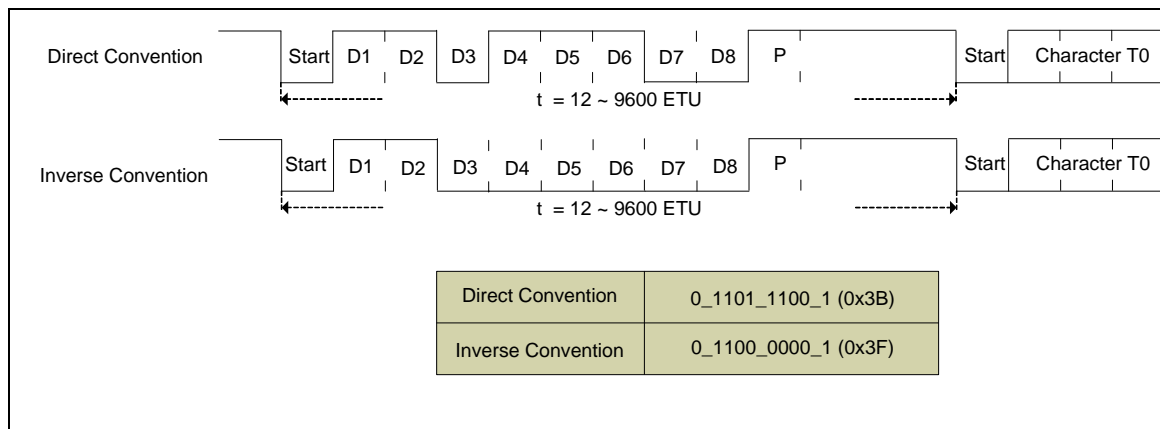 Direct Convention Start D1 D2 D3 D4 D5 D6 D7 D8 P Start Character T0
t = 12 ~ 9600 ETU
Inverse Convention Start D1 D2 D3 D4 D5 D6 D7 D8 P Start Character T0
t = 12 ~ 9600 ETU
Direct Convention 0_1101_1100_1 (0x3B)
Inverse Convention 0_1100_0000_1 (0x3F)